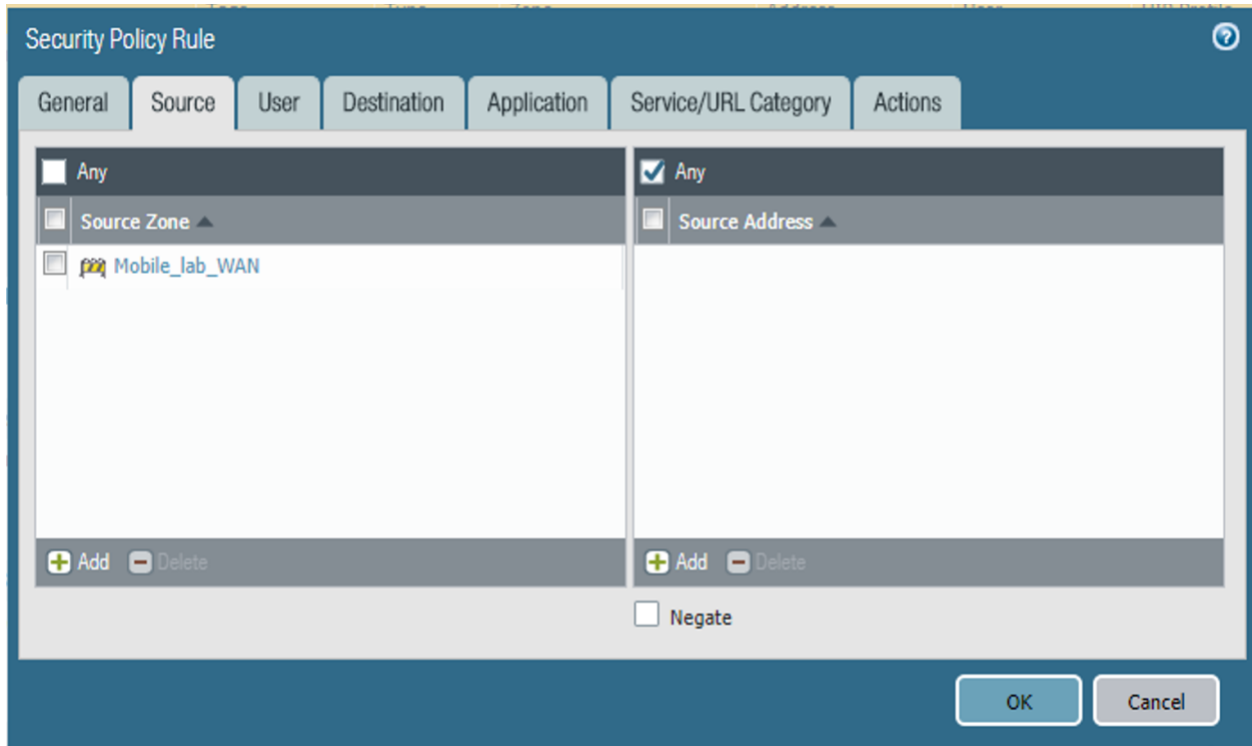 Security Policy Rule
General Source User Destination Application Service/URL Category Actions
Any Any
Source Zone Source Address
Mobile_lab_WAN
Add Delete Add Delete
Negate
OK Cancel